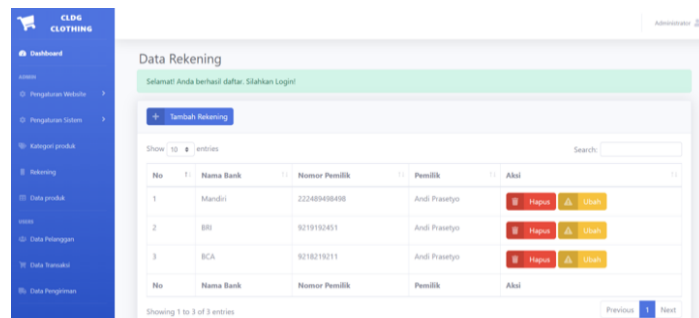 CLDG
CLOTHING
Administrator
Dashboard
ADMIN
Pengaturan Website
Pengaturan Sistem
Kategori produk
Rekening
Data produk
Data Pelanggan
Data Transaksi
Data Pengiriman
Data Rekening
Selamat! Anda berhasil daftar. Silahkan Login!
+ Tambah Rekening
Show 10 entries
Search:
No Nama Bank Nomor Pemilik Pemilik Aksi
1 Mandiri 222489498498 Andi Prasetyo Hapus Ubah
2 BRI 9219192451 Andi Prasetyo Hapus Ubah
3 BCA 9218219211 Andi Prasetyo Hapus Ubah
No Nama Bank Nomor Pemilik Pemilik Aksi
Showing 1 to 3 of 3 entries
Previous 1 Next